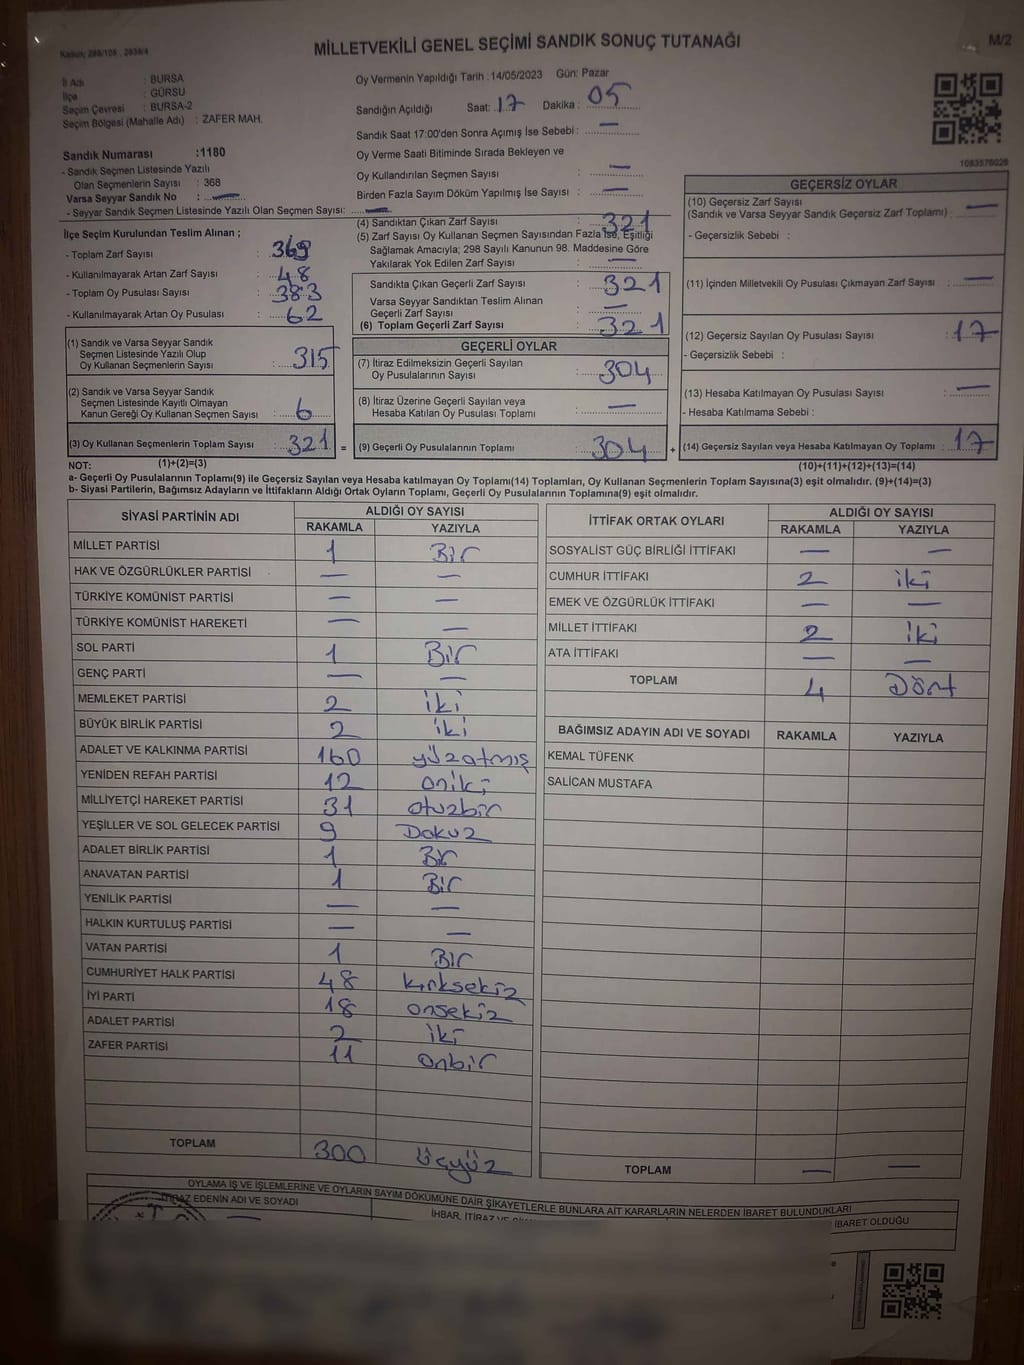 Kanun: 298/105 , 2839/4
MİLLETVEKİLİ GENEL SEÇİMİ SANDIK SONUÇ TUTANAĞI
M/2
İl Adı : BURSA
İlçe : GÜRSU
Seçim Çevresi : BURSA-2
Seçim Bölgesi (Mahalle Adı) : ZAFER MAH.
Sandık Numarası :1180
- Sandık Seçmen Listesinde Yazılı
Olan Seçmenlerin Sayısı : 368
Varsa Seyyar Sandık No : —
- Seyyar Sandık Seçmen Listesinde Yazılı Olan Seçmen Sayısı: —
İlçe Seçim Kurulundan Teslim Alınan ;
- Toplam Zarf Sayısı : 369
- Kullanılmayarak Artan Zarf Sayısı : 48
- Toplam Oy Pusulası Sayısı : 383
- Kullanılmayarak Artan Oy Pusulası : 62
(1) Sandık ve Varsa Seyyar Sandık
Seçmen Listesinde Yazılı Olup
Oy Kullanan Seçmenlerin Sayısı : 315
(2) Sandık ve Varsa Seyyar Sandık
Seçmen Listesinde Kayıtlı Olmayan
Kanun Gereği Oy Kullanan Seçmen Sayısı : 6
(3) Oy Kullanan Seçmenlerin Toplam Sayısı : 321 =
Oy Vermenin Yapıldığı Tarih :14/05/2023 Gün: Pazar
Sandığın Açıldığı Saat: 17 Dakika : 05
Sandık Saat 17:00'den Sonra Açımış İse Sebebi : —
Oy Verme Saati Bitiminde Sırada Bekleyen ve
Oy Kullandırılan Seçmen Sayısı : —
Birden Fazla Sayım Döküm Yapılmış İse Sayısı : —
(4) Sandıktan Çıkan Zarf Sayısı : 321
(5) Zarf Sayısı Oy Kullanan Seçmen Sayısından Fazla İse, Eşitliği
Sağlamak Amacıyla; 298 Sayılı Kanunun 98. Maddesine Göre
Yakılarak Yok Edilen Zarf Sayısı : —
Sandıkta Çıkan Geçerli Zarf Sayısı : 321
Varsa Seyyar Sandıktan Teslim Alınan
Geçerli Zarf Sayısı : —
(6) Toplam Geçerli Zarf Sayısı : 321
GEÇERLİ OYLAR
(7) İtiraz Edilmeksizin Geçerli Sayılan
Oy Pusulalarının Sayısı : 304
(8) İtiraz Üzerine Geçerli Sayılan veya
Hesaba Katılan Oy Pusulası Toplamı : —
(9) Geçerli Oy Pusulalarının Toplamı : 304 +
1083576026
GEÇERSİZ OYLAR
(10) Geçersiz Zarf Sayısı
(Sandık ve Varsa Seyyar Sandık Geçersiz Zarf Toplamı) : —
- Geçersizlik Sebebi :
(11) İçinden Milletvekili Oy Pusulası Çıkmayan Zarf Sayısı : —
(12) Geçersiz Sayılan Oy Pusulası Sayısı : 17
- Geçersizlik Sebebi :
(13) Hesaba Katılmayan Oy Pusulası Sayısı : —
- Hesaba Katılmama Sebebi :
(14) Geçersiz Sayılan veya Hesaba Katılmayan Oy Toplamı : 17
NOT: (1)+(2)=(3) (10)+(11)+(12)+(13)=(14)
a- Geçerli Oy Pusulalarının Toplamı(9) ile Geçersiz Sayılan veya Hesaba katılmayan Oy Toplamı(14) Toplamları, Oy Kullanan Seçmenlerin Toplam Sayısına(3) eşit olmalıdır. (9)+(14)=(3)
b- Siyasi Partilerin, Bağımsız Adayların ve İttifakların Aldığı Ortak Oyların Toplamı, Geçerli Oy Pusulalarının Toplamına(9) eşit olmalıdır.
SİYASİ PARTİNİN ADI ALDIĞI OY SAYISI
RAKAMLA YAZIYLA
MİLLET PARTİSİ 1 Bir
HAK VE ÖZGÜRLÜKLER PARTİSİ — —
TÜRKİYE KOMÜNİST PARTİSİ — —
TÜRKİYE KOMÜNİST HAREKETİ — —
SOL PARTİ 1 Bir
GENÇ PARTİ — —
MEMLEKET PARTİSİ 2 iki
BÜYÜK BİRLİK PARTİSİ 2 iki
ADALET VE KALKINMA PARTİSİ 160 yüzatmış
YENİDEN REFAH PARTİSİ 12 oniki
MİLLİYETÇİ HAREKET PARTİSİ 31 otuzbir
YEŞİLLER VE SOL GELECEK PARTİSİ 9 Dokuz
ADALET BİRLİK PARTİSİ 1 Bir
ANAVATAN PARTİSİ 1 Bir
YENİLİK PARTİSİ — —
HALKIN KURTULUŞ PARTİSİ — —
VATAN PARTİSİ 1 Bir
CUMHURİYET HALK PARTİSİ 48 kırksekiz
İYİ PARTİ 18 onsekiz
ADALET PARTİSİ 2 iki
ZAFER PARTİSİ 11 onbir
TOPLAM 300 üçyüz
İTTİFAK ORTAK OYLARI ALDIĞI OY SAYISI
RAKAMLA YAZIYLA
SOSYALİST GÜÇ BİRLİĞİ İTTİFAKI — —
CUMHUR İTTİFAKI 2 iki
EMEK VE ÖZGÜRLÜK İTTİFAKI — —
MİLLET İTTİFAKI 2 iki
ATA İTTİFAKI — —
TOPLAM 4 Dört
BAĞIMSIZ ADAYIN ADI VE SOYADI RAKAMLA YAZIYLA
KEMAL TÜFENK
SALİCAN MUSTAFA
TOPLAM — —
OYLAMA İŞ VE İŞLEMLERİNE VE OYLARIN SAYIM DÖKÜMÜNE DAİR ŞİKAYETLERLE BUNLARA AİT KARARLARIN NELERDEN İBARET BULUNDUKLARI
EDENİN ADI VE SOYADI
İHBAR, İTİRAZ VE İBARET OLDUĞU